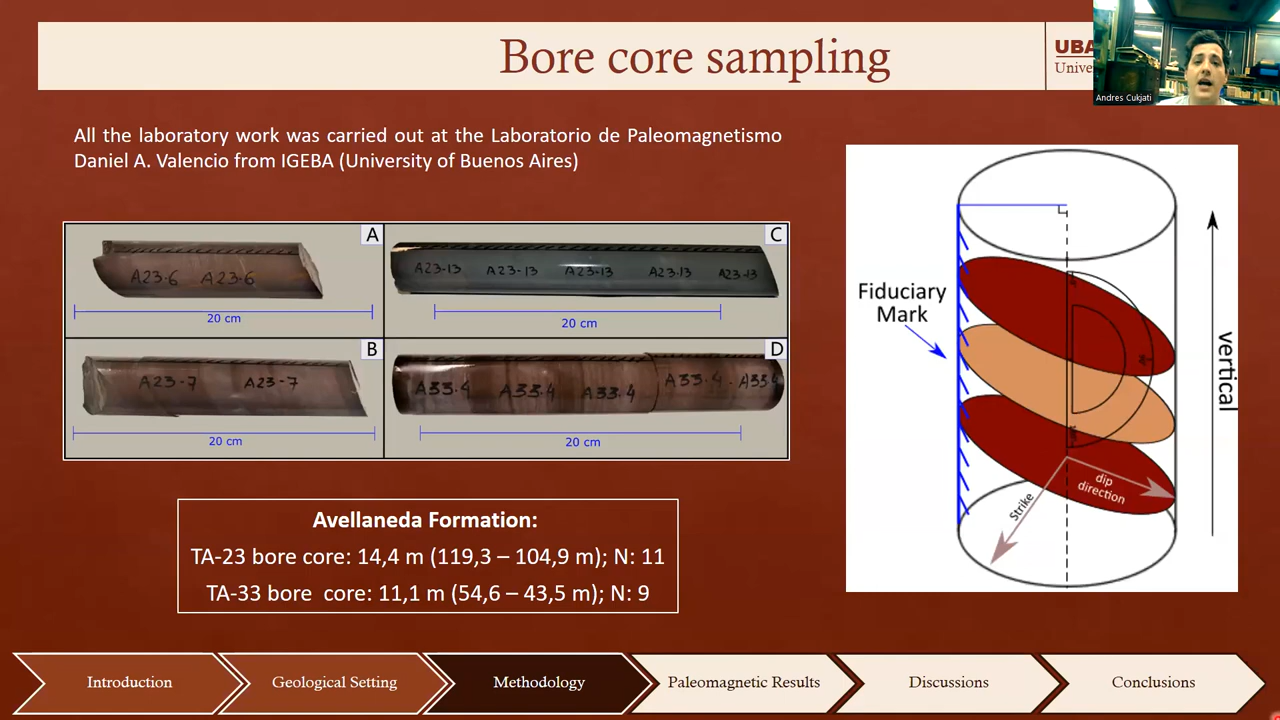 Bore core sampling
UBA
Andres Cukjati
All the laboratory work was carried out at the Laboratorio de Paleomagnetismo
Daniel A. Valencio from IGEBA (University of Buenos Aires)
A
A23-6 A23-6
20 cm
C
A23-13 A23-13 A23-13 A23-13 A23-13
20 cm
B
A23-7 A23-7
20 cm
D
A33.4 A33.4 A33.4 A33.4 A33.4
20 cm
Fiduciary
Mark
vertical
dip
direction
Strike
Avellaneda Formation:
TA-23 bore core: 14,4 m (119,3 – 104,9 m); N: 11
TA-33 bore core: 11,1 m (54,6 – 43,5 m); N: 9
Introduction
Geological Setting
Methodology
Paleomagnetic Results
Discussions
Conclusions